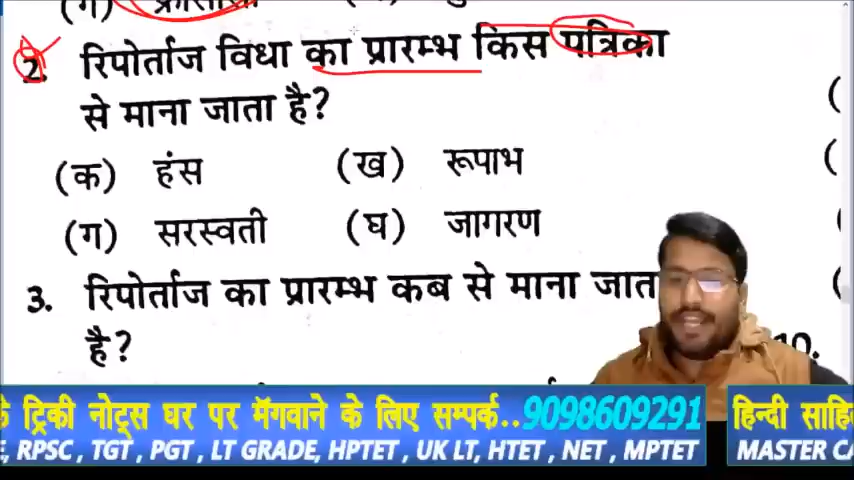 (ग) फ्रांसीसी
2. रिपोर्ताज विधा का प्रारम्भ किस पत्रिका
से माना जाता है?
(क) हंस (ख) रूपाभ
(ग) सरस्वती (घ) जागरण
3. रिपोर्ताज का प्रारम्भ कब से माना जात
है?
10.
ट्रिकी नोट्स घर पर मॅगवाने के लिए सम्पर्क..9098609291 हिन्दी साहि
, RPSC , TGT , PGT , LT GRADE, HPTET , UK LT, HTET , NET , MPTET MASTER CA